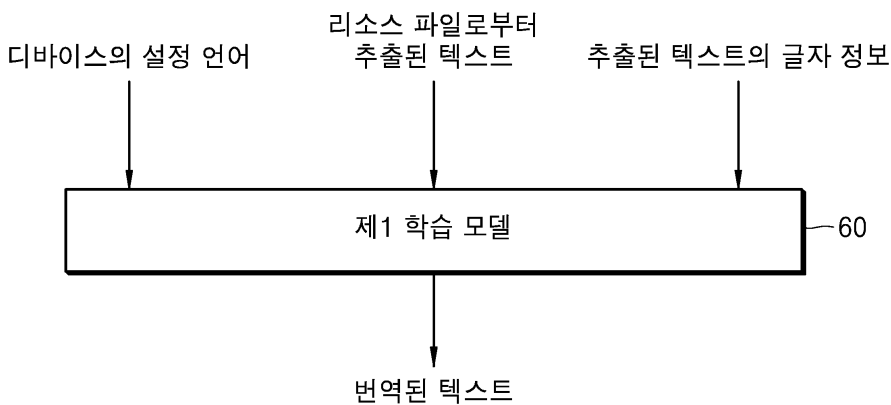 디바이스의 설정 언어
리소스 파일로부터
추출된 텍스트
추출된 텍스트의 글자 정보
제1 학습 모델
60
번역된 텍스트